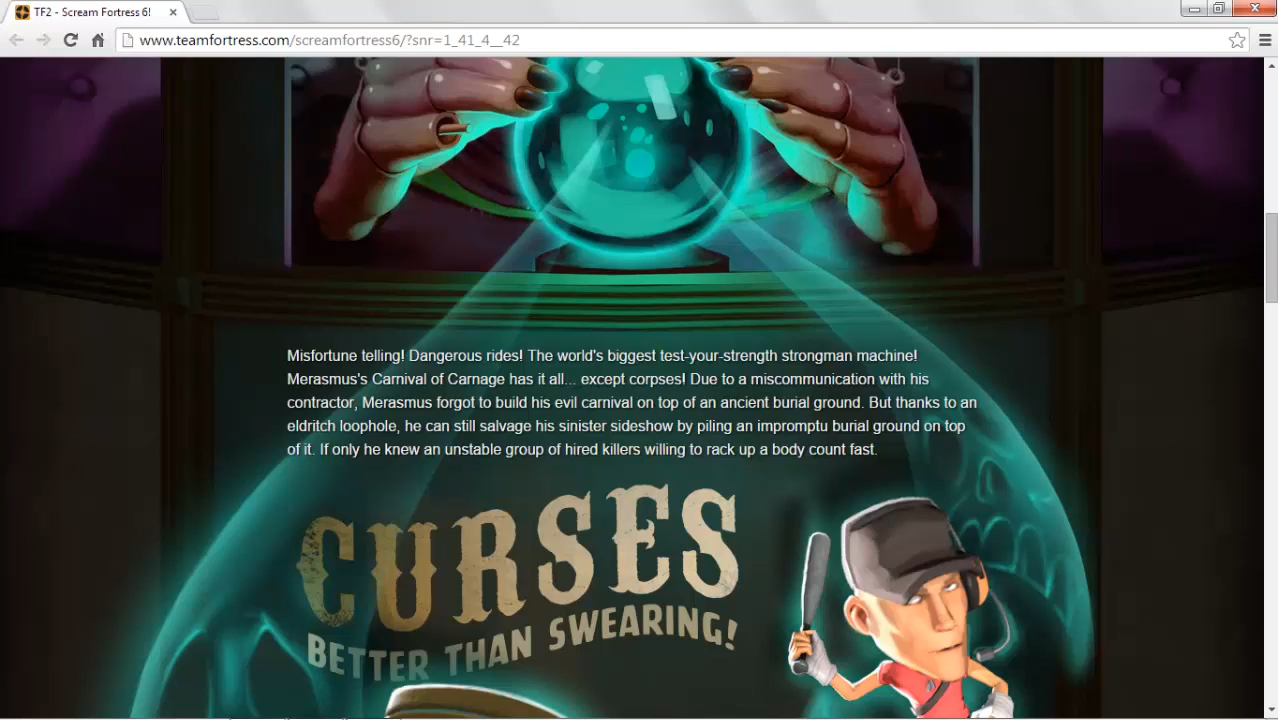 TF2 - Scream Fortress 6!
www.teamfortress.com/screamfortress6/?snr=1_41_4__42
Misfortune telling! Dangerous rides! The world's biggest test-your-strength strongman machine!
Merasmus's Carnival of Carnage has it all... except corpses! Due to a miscommunication with his
contractor, Merasmus forgot to build his evil carnival on top of an ancient burial ground. But thanks to an
eldritch loophole, he can still salvage his sinister sideshow by piling an impromptu burial ground on top
of it. If only he knew an unstable group of hired killers willing to rack up a body count fast.
CURSES
BETTER THAN SWEARING!